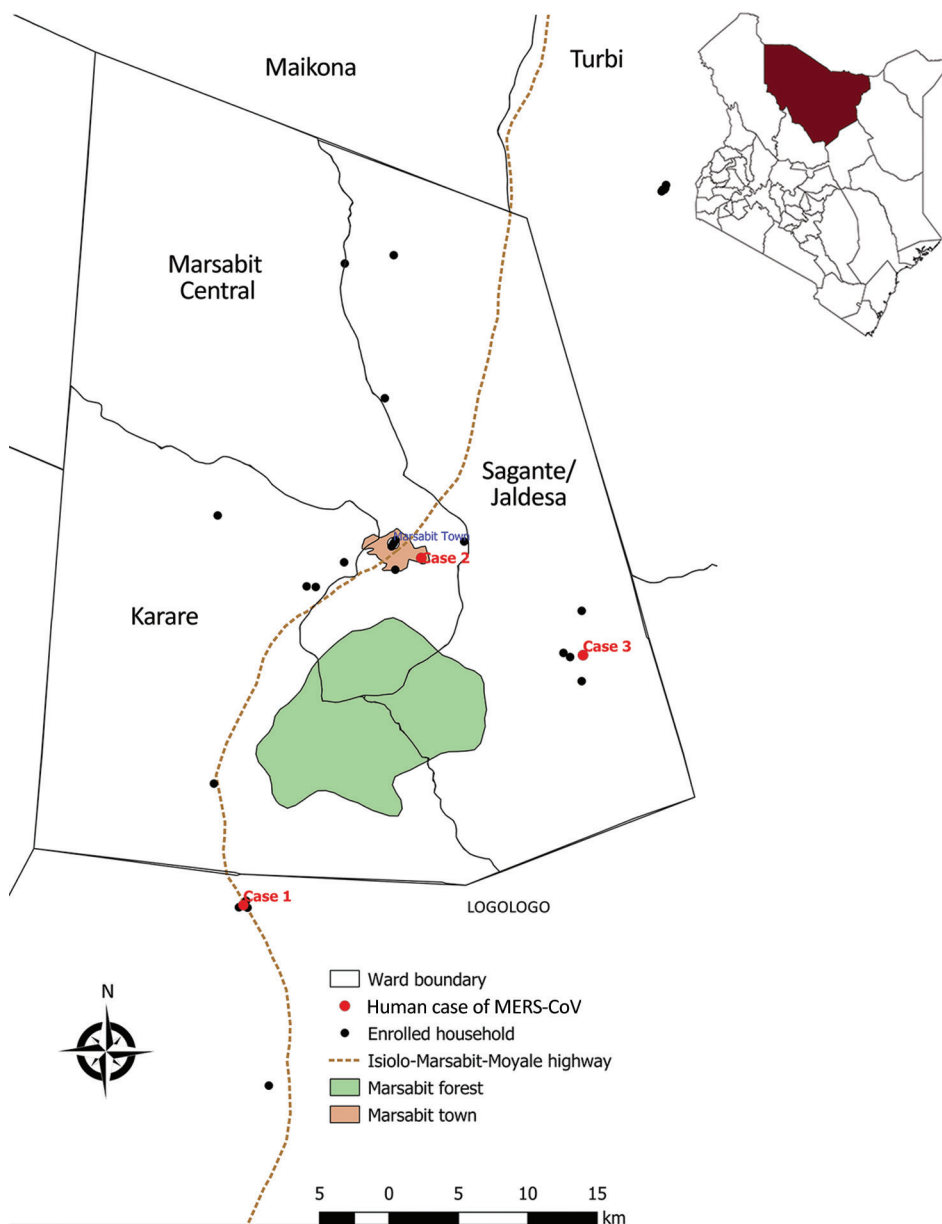 Maikona
Turbi
Marsabit
Central
Sagante/
Jaldesa
Marsabit Town
Case 2
Karare
Case 3
Case 1
LOGOLOGO
N
Ward boundary
Human case of MERS-CoV
Enrolled household
Isiolo-Marsabit-Moyale highway
Marsabit forest
Marsabit town
5 0 5 10 15
km